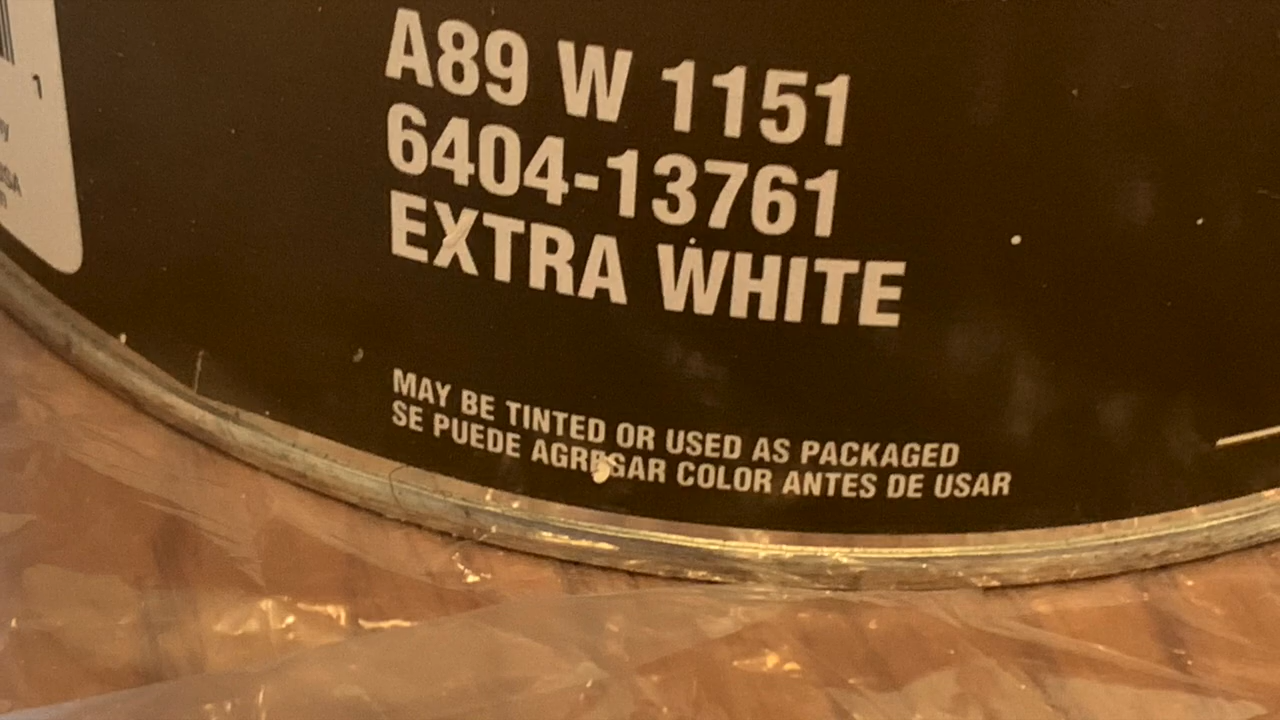 A89 W 1151
6404-13761
EXTRA WHITE
MAY BE TINTED OR USED AS PACKAGED
SE PUEDE AGREGAR COLOR ANTES DE USAR
1